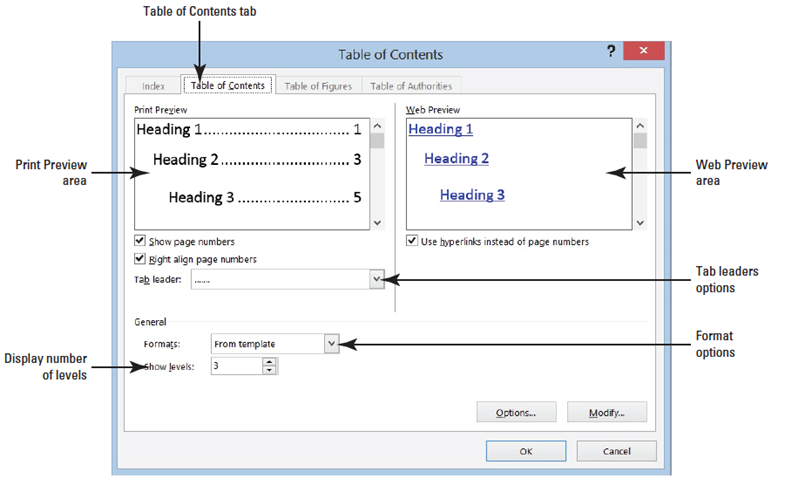 Table of Contents tab
Table of Contents
?
Index
Table of Contents
Table of Figures
Table of Authorities
Print Preview
Web Preview
Heading 1.................................... 1
Heading 2................................ 3
Heading 3 ............................ 5
Heading 1
Heading 2
Heading 3
Print Preview
area
Web Preview
area
Show page numbers
Use hyperlinks instead of page numbers
Right align page numbers
Tab leader:
.......
Tab leaders
options
General
Formats:
From template
Format
options
Display number
of levels
Show levels:
3
Options...
Modify...
OK
Cancel